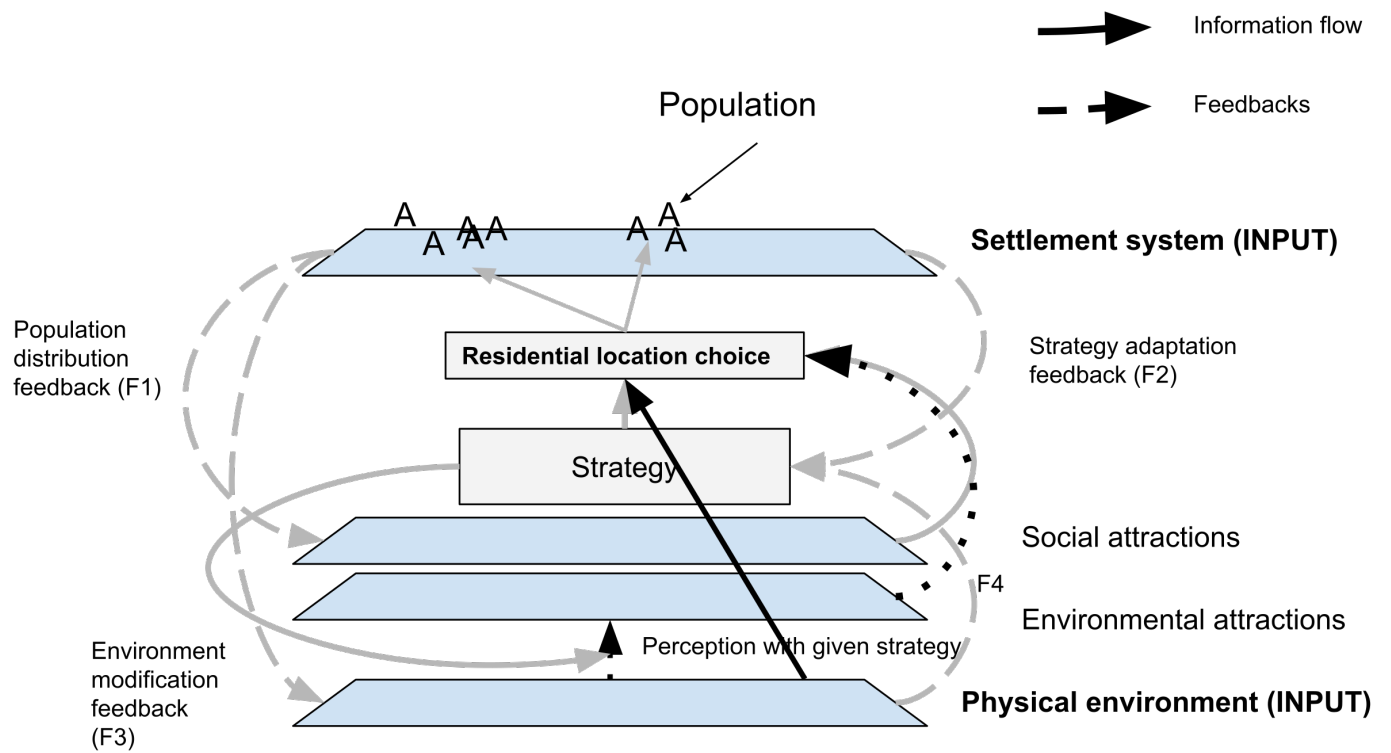 Information flow
Feedbacks
Population
A
A
A
A
A
A
A
A
A
Settlement system (INPUT)
Population
distribution
feedback (F1)
Residential location choice
Strategy adaptation
feedback (F2)
Strategy
Social attractions
F4
Environmental attractions
Perception with given strategy
Environment
modification
feedback
(F3)
Physical environment (INPUT)